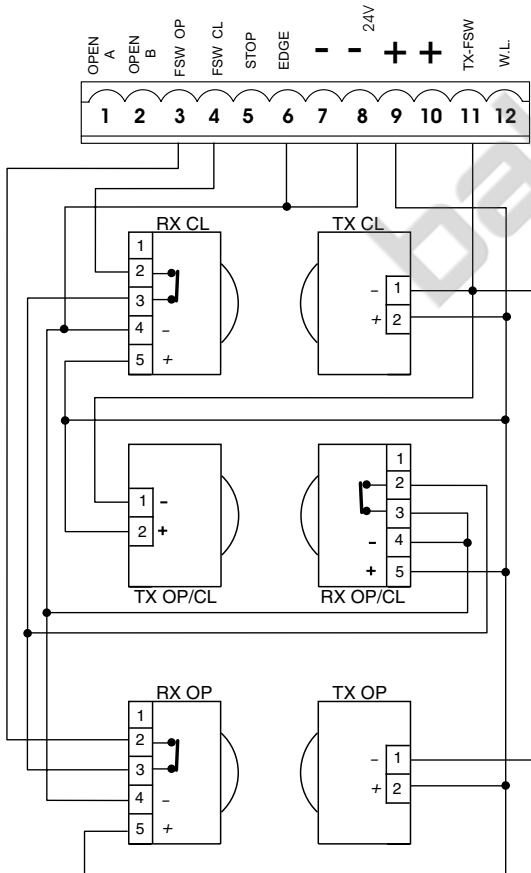 OPEN A
OPEN B
FSW OP
FSW CL
STOP
EDGE
- - 24V + +
TX-FSW
W.L.
1 2 3 4 5 6 7 8 9 10 11 12
RX CL
1
2
3
4 -
5 +
TX CL
- 1
+ 2
1 -
2 +
TX OP/CL
1
2
3
- 4
+ 5
RX OP/CL
RX OP
1
2
3
4 -
5 +
TX OP
- 1
+ 2